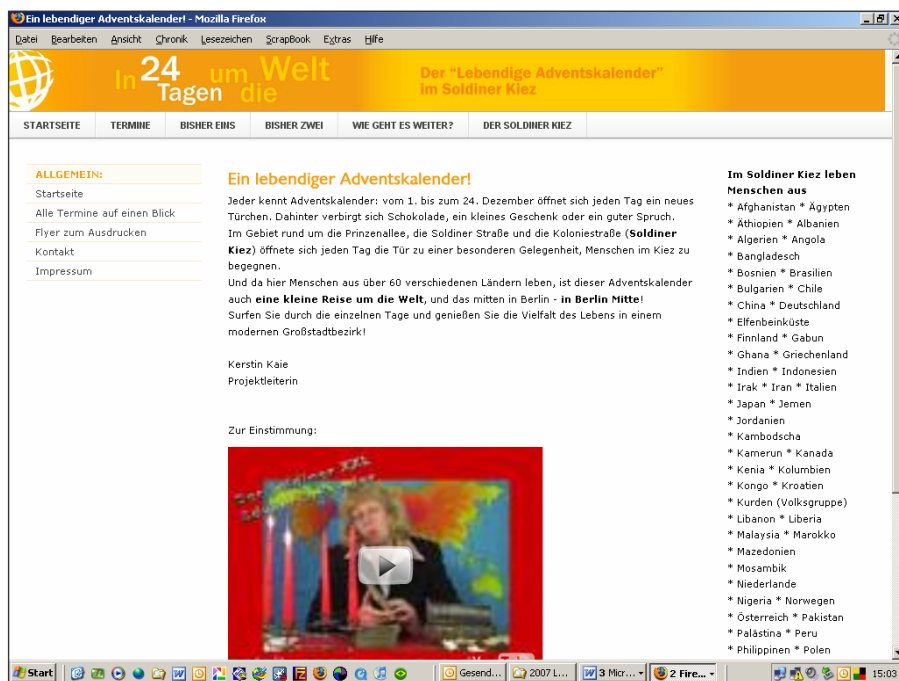 Ein lebendiger Adventskalender! - Mozilla Firefox
Datei Bearbeiten Ansicht Chronik Lesezeichen ScrapBook Extras Hilfe
In 24 Tagen um die Welt
Der "Lebendige Adventskalender"
im Soldiner Kiez
STARTSEITE TERMINE BISHER EINS BISHER ZWEI WIE GEHT ES WEITER? DER SOLDINER KIEZ
ALLGEMEIN:
Startseite
Alle Termine auf einen Blick
Flyer zum Ausdrucken
Kontakt
Impressum
Ein lebendiger Adventskalender!
Jeder kennt Adventskalender: vom 1. bis zum 24. Dezember öffnet sich jeden Tag ein neues
Türchen. Dahinter verbirgt sich Schokolade, ein kleines Geschenk oder ein guter Spruch.
Im Gebiet rund um die Prinzenallee, die Soldiner Straße und die Koloniestraße (Soldiner
Kiez) öffnete sich jeden Tag die Tür zu einer besonderen Gelegenheit, Menschen im Kiez zu
begegnen.
Und da hier Menschen aus über 60 verschiedenen Ländern leben, ist dieser Adventskalender
auch eine kleine Reise um die Welt, und das mitten in Berlin - in Berlin Mitte!
Surfen Sie durch die einzelnen Tage und genießen Sie die Vielfalt des Lebens in einem
modernen Großstadtbezirk!
Kerstin Kaie
Projektleiterin
Zur Einstimmung:
Der Soldiner XXL
Im Soldiner Kiez leben
Menschen aus
* Afghanistan * Ägypten
* Äthiopien * Albanien
* Algerien * Angola
* Bangladesch
* Bosnien * Brasilien
* Bulgarien * Chile
* China * Deutschland
* Elfenbeinküste
* Finnland * Gabun
* Ghana * Griechenland
* Indien * Indonesien
* Irak * Iran * Italien
* Japan * Jemen
* Jordanien
* Kambodscha
* Kamerun * Kanada
* Kenia * Kolumbien
* Kongo * Kroatien
* Kurden (Volksgruppe)
* Libanon * Liberia
* Malaysia * Marokko
* Mazedonien
* Mosambik
* Niederlande
* Nigeria * Norwegen
* Österreich * Pakistan
* Palästina * Peru
* Philippinen * Polen
Start Gesend... 2007 L... 3 Micr... 2 Fire... 15:03